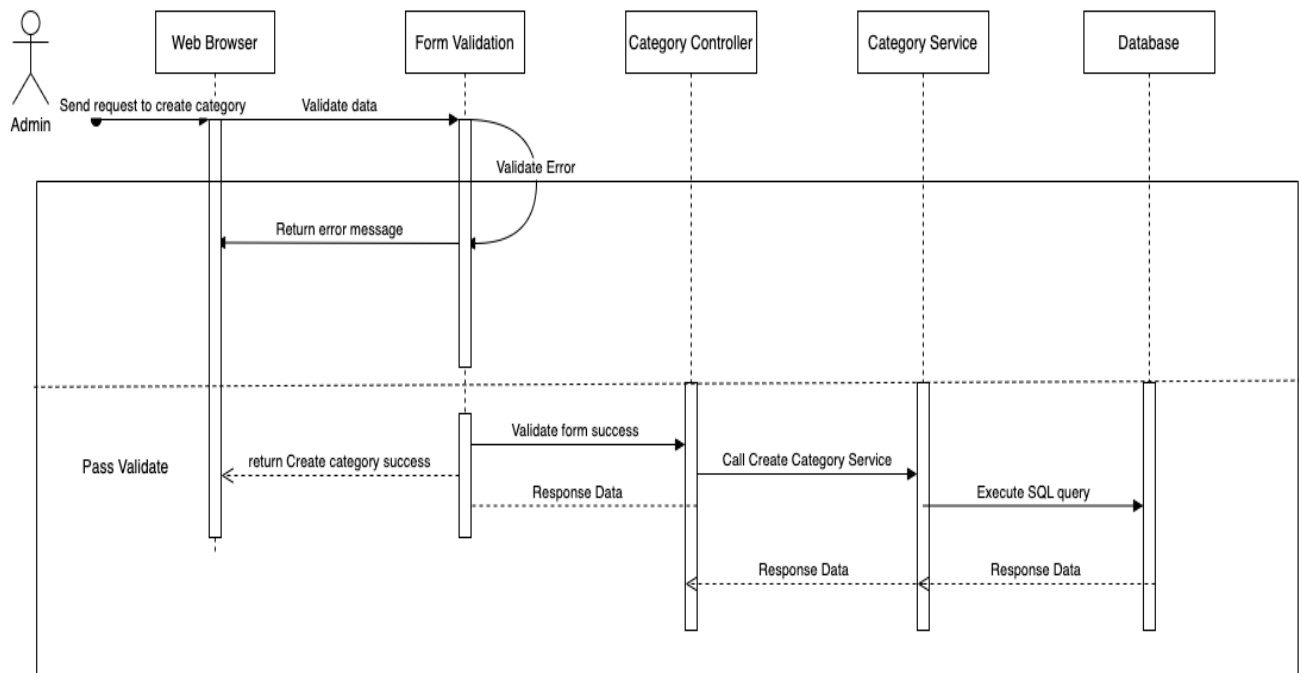 Web Browser
Form Validation
Category Controller
Category Service
Database
Send request to create category
Validate data
Admin
Validate Error
Return error message
Validate form success
Pass Validate
return Create category success
Call Create Category Service
Response Data
Execute SQL query
Response Data
Response Data